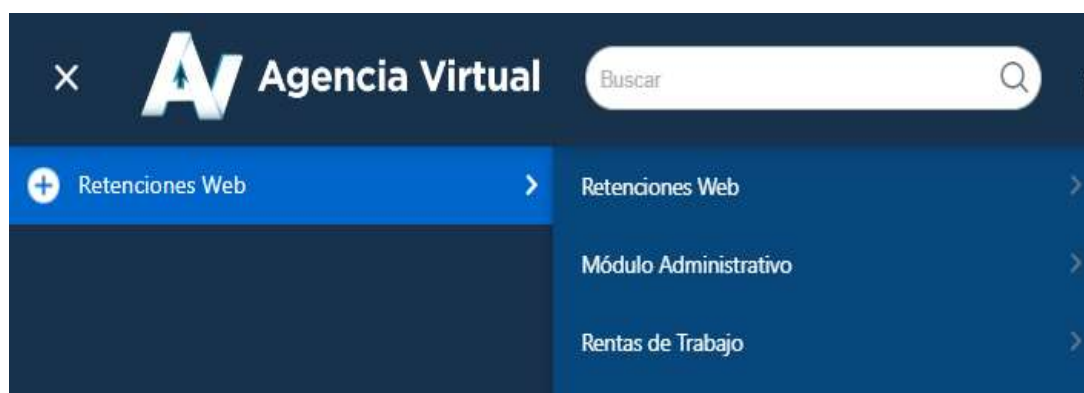 Agencia Virtual
Buscar
Retenciones Web
Retenciones Web
Módulo Administrativo
Rentas de Trabajo